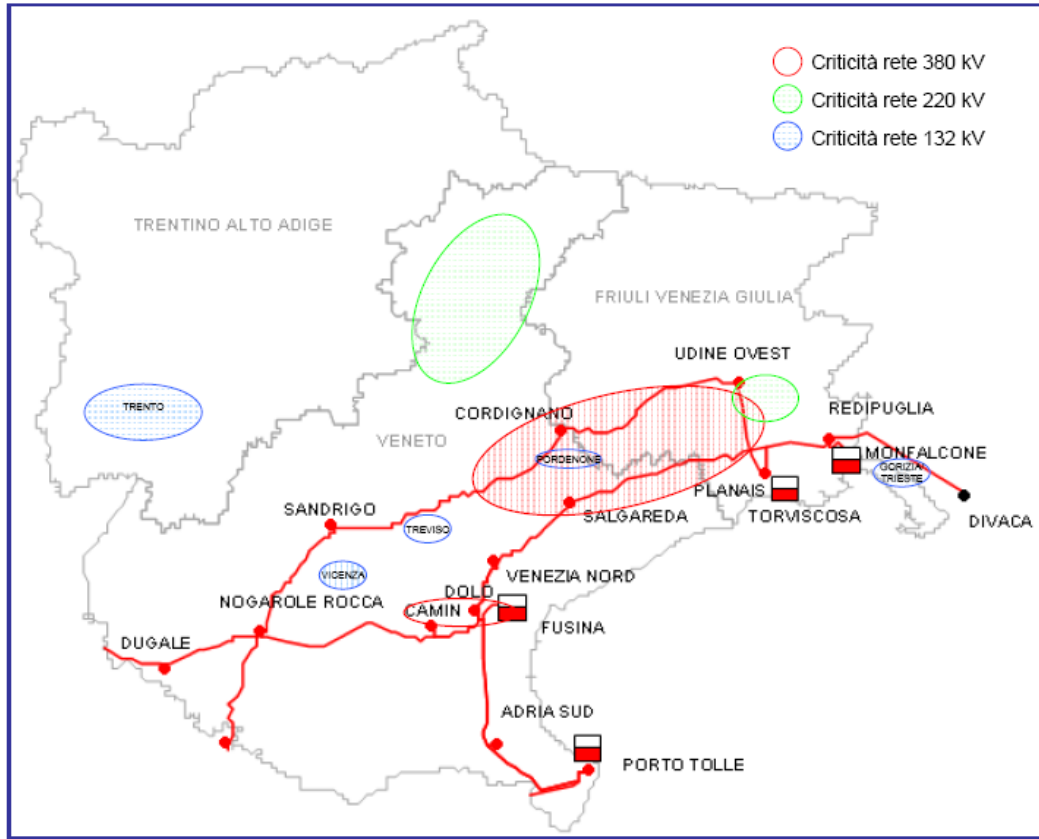 Criticità rete 380 kV
Criticità rete 220 kV
Criticità rete 132 kV
TRENTINO ALTO ADIGE
FRIULI VENEZIA GIULIA
UDINE OVEST
TRENTO
CORDIGNANO
REDIPUGLIA
VENETO
MONFALCONE
PORDENONE
GORIZIA/
TRIESTE
PLANAIS
SANDRIGO
SALGAREDA
TORVISCOSA
DIVACA
TREVISO
VICENZA
VENEZIA NORD
DOLO
NOGAROLE ROCCA
CAMIN
FUSINA
DUGALE
ADRIA SUD
PORTO TOLLE